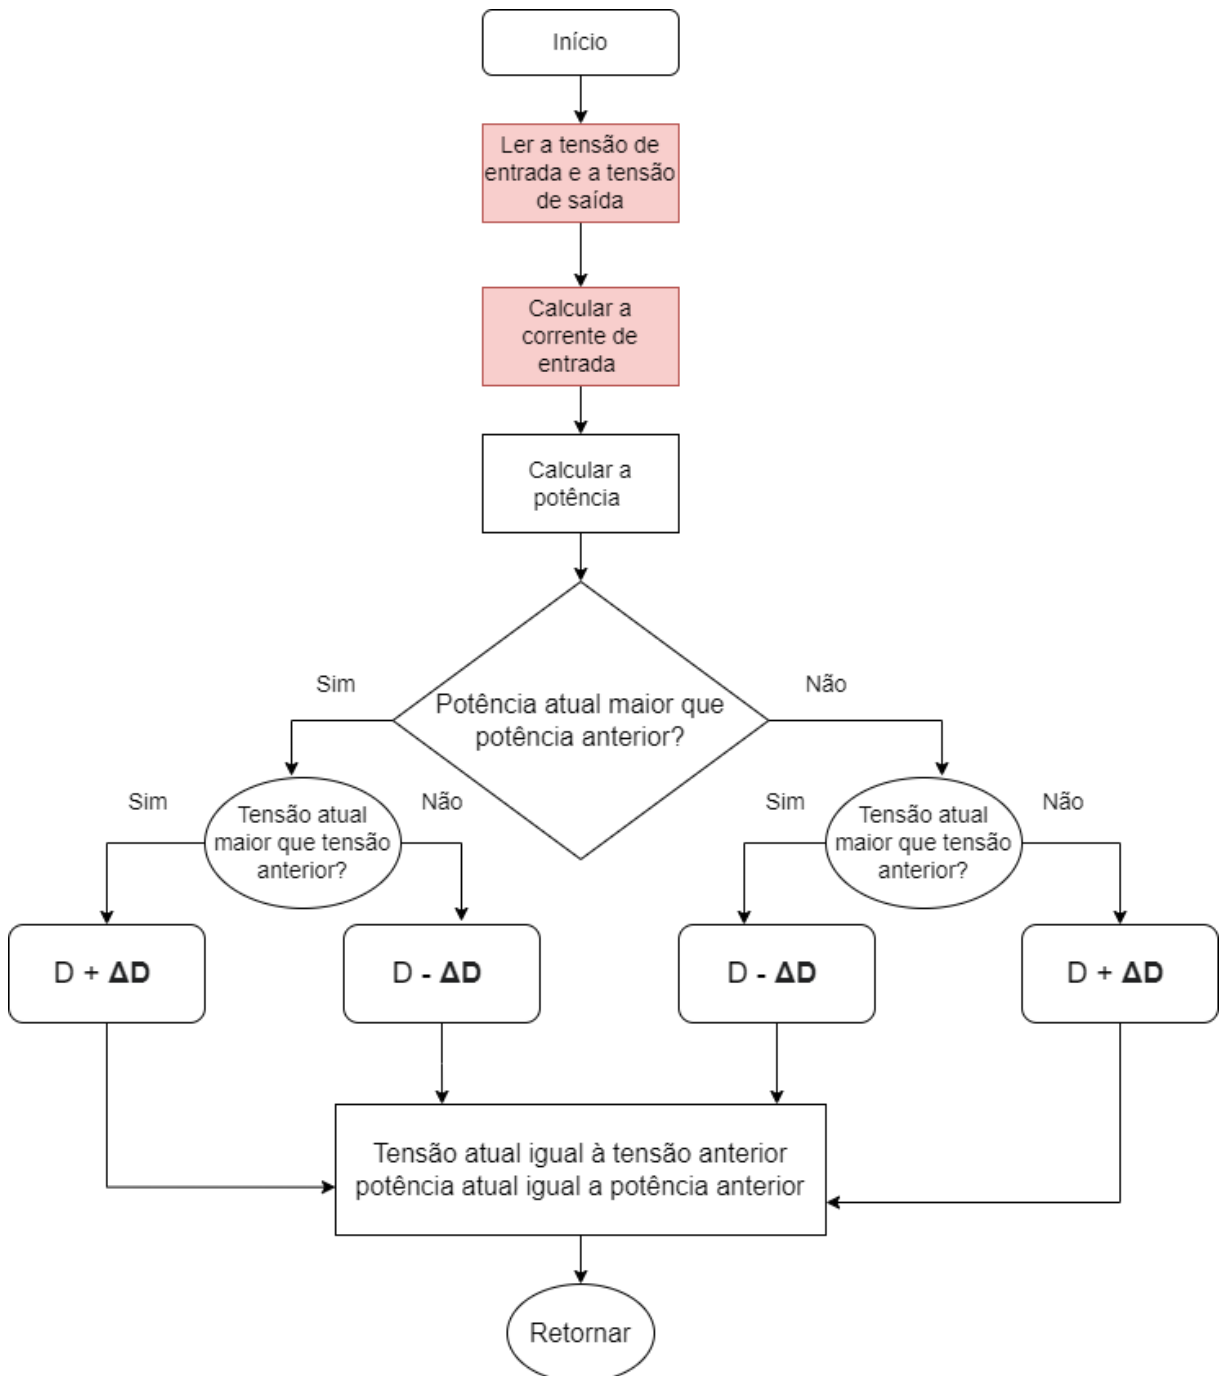 Início
Ler a tensão de
entrada e a tensão
de saída
Calcular a
corrente de
entrada
Calcular a
potência
Potência atual maior que
potência anterior?
Sim
Não
Tensão atual
maior que tensão
anterior?
Sim
Não
Tensão atual
maior que tensão
anterior?
Sim
Não
D + ΔD
D - ΔD
D - ΔD
D + ΔD
Tensão atual igual à tensão anterior
potência atual igual a potência anterior
Retornar